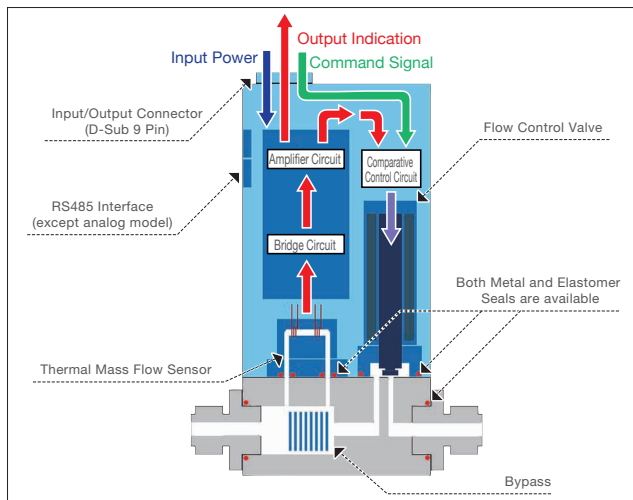 Output Indication
Input Power
Command Signal
Input/Output Connector
(D-Sub 9 Pin)
Flow Control Valve
Amplifier Circuit
Comparative
Control Circuit
RS485 Interface
(except analog model)
Bridge Circuit
Both Metal and Elastomer
Seals are available
Thermal Mass Flow Sensor
Bypass